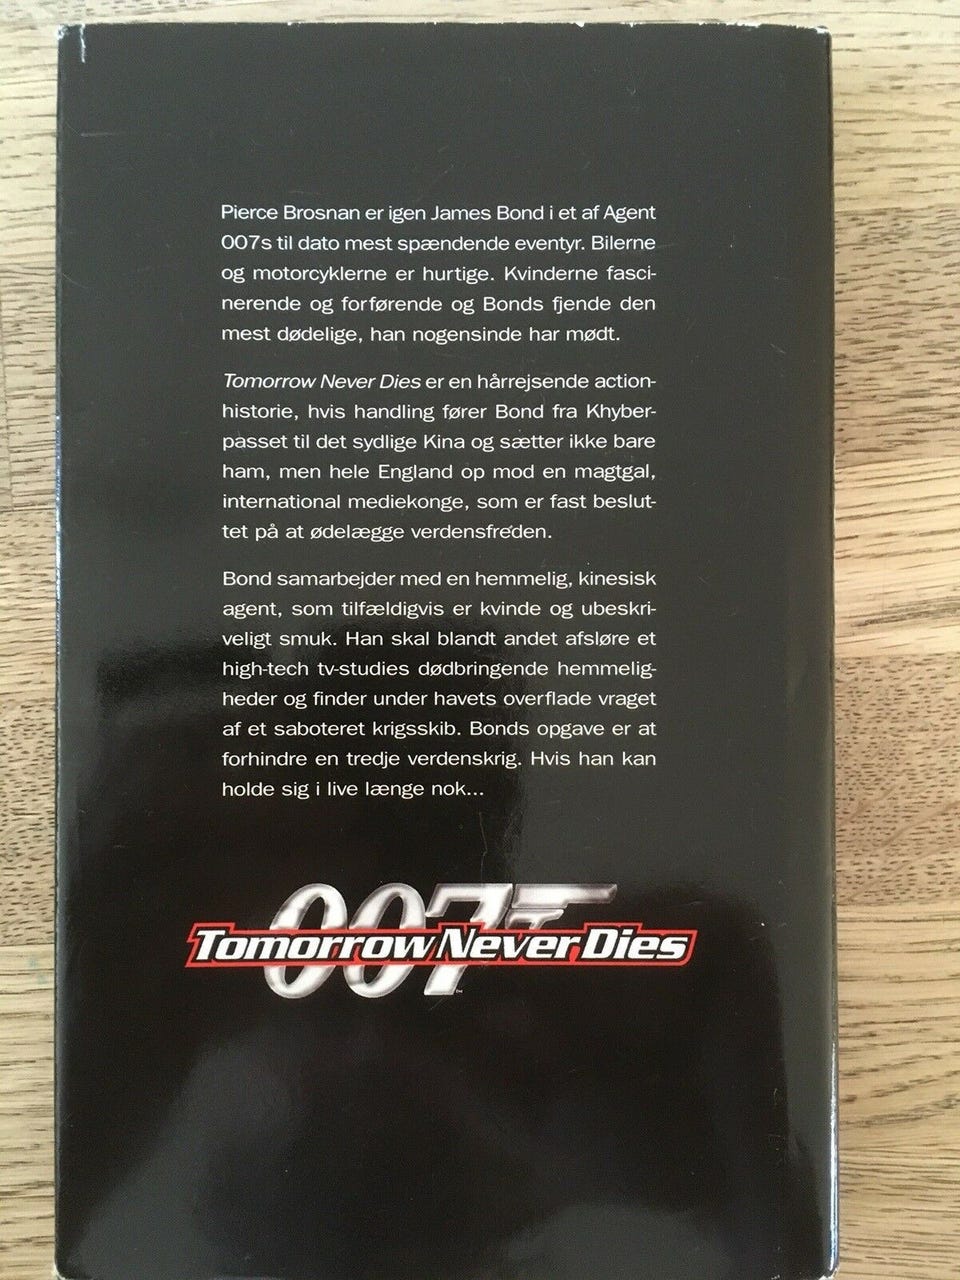 Pierce Brosnan er igen James Bond i et af Agent
007s til dato mest spændende eventyr. Bilerne
og motorcyklerne er hurtige. Kvinderne fasci-
nerende og forførende og Bonds fjende den
mest dødelige, han nogensinde har mødt.
Tomorrow Never Dies er en hårrejsende action-
historie, hvis handling fører Bond fra Khyber-
passet til det sydlige Kina og sætter ikke bare
ham, men hele England op mod en magtgal,
international mediekonge, som er fast beslut-
tet på at ødelægge verdensfreden.
Bond samarbejder med en hemmelig, kinesisk
agent, som tilfældigvis er kvinde og ubeskri-
veligt smuk. Han skal blandt andet afsløre et
high-tech tv-studies dødbringende hemmelig-
heder og finder under havets overflade vraget
af et saboteret krigsskib. Bonds opgave er at
forhindre en tredje verdenskrig. Hvis han kan
holde sig i live længe nok...
007
Tomorrow Never Dies
™